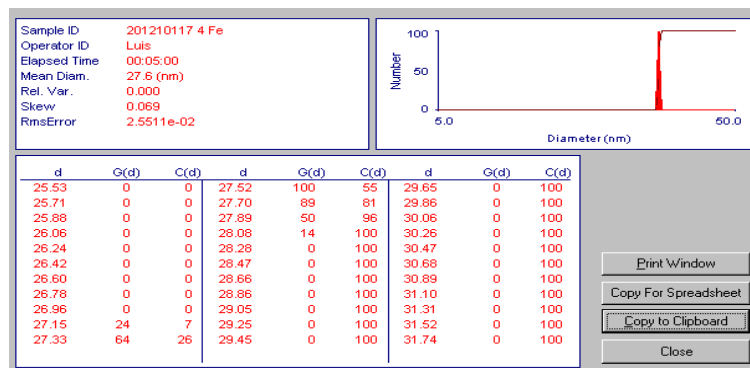 Sample ID 201210117 4 Fe
Operator ID Luis
Elapsed Time 00:05:00
Mean Diam. 27.6 (nm)
Rel. Var. 0.000
Skew 0.069
RmsError 2.5511e-02
Number
100
50
0
5.0 50.0
Diameter (nm)
d G(d) C(d) d G(d) C(d) d G(d) C(d)
25.53 0 0 27.52 100 55 29.65 0 100
25.71 0 0 27.70 89 81 29.86 0 100
25.88 0 0 27.89 50 96 30.06 0 100
26.06 0 0 28.08 14 100 30.26 0 100
26.24 0 0 28.28 0 100 30.47 0 100
26.42 0 0 28.47 0 100 30.68 0 100
26.60 0 0 28.66 0 100 30.89 0 100
26.78 0 0 28.86 0 100 31.10 0 100
26.96 0 0 29.05 0 100 31.31 0 100
27.15 24 7 29.25 0 100 31.52 0 100
27.33 64 26 29.45 0 100 31.74 0 100
Print Window
Copy For Spreadsheet
Copy to Clipboard
Close